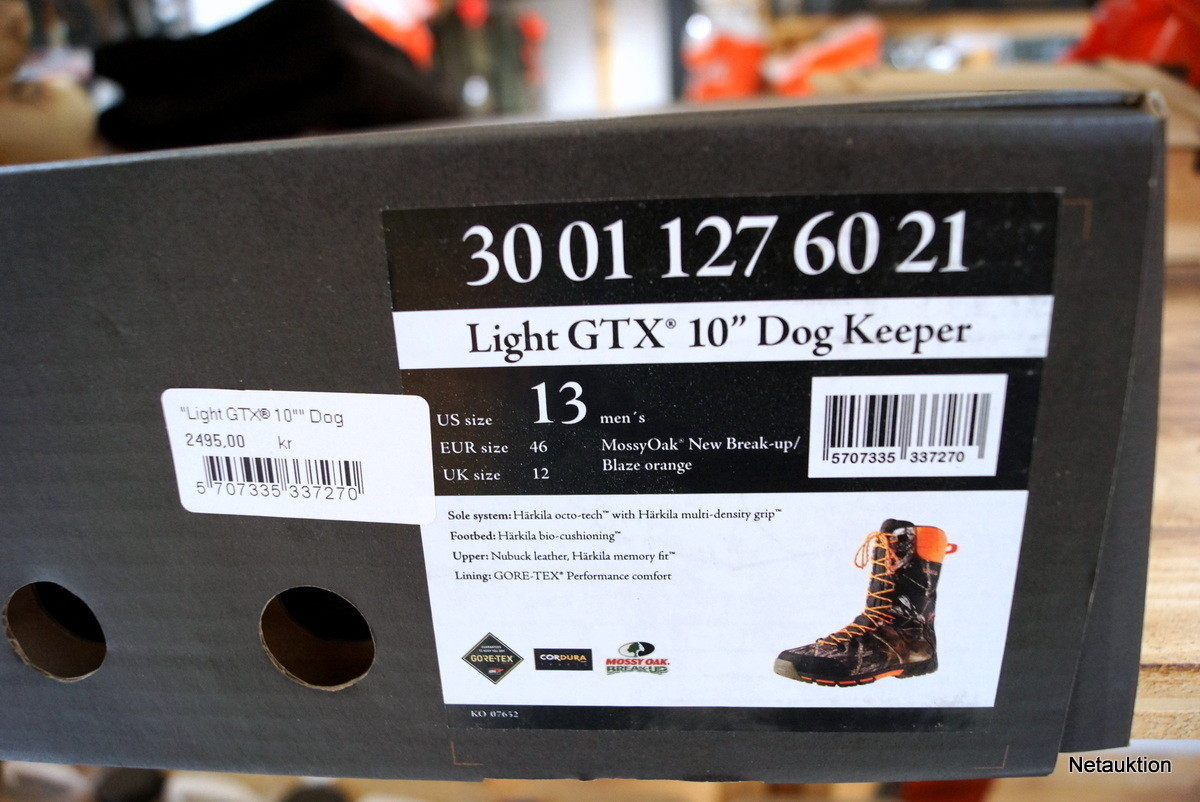 30 01 127 60 21
Light GTX® 10” Dog Keeper
US size 13 men´s
EUR size 46
UK size 12
MossyOak® New Break-up/
Blaze orange
5707335 337270
"Light GTX® 10"" Dog
2495,00 kr
5 707335 337270
Sole system: Härkila octo-tech™ with Härkila multi-density grip™
Footbed: Härkila bio-cushioning™
Upper: Nubuck leather, Härkila memory fit™
Lining: GORE-TEX® Performance comfort
GORE-TEX
CORDURA
MOSSY OAK.
BREAK-UP
KO 07632
Netauktion